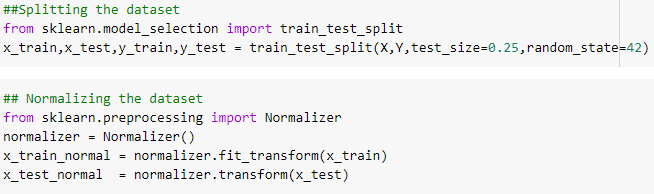 ##Splitting the dataset
from sklearn.model_selection import train_test_split
x_train,x_test,y_train,y_test = train_test_split(X,Y,test_size=0.25,random_state=42)
## Normalizing the dataset
from sklearn.preprocessing import Normalizer
normalizer = Normalizer()
x_train_normal = normalizer.fit_transform(x_train)
x_test_normal  = normalizer.transform(x_test)